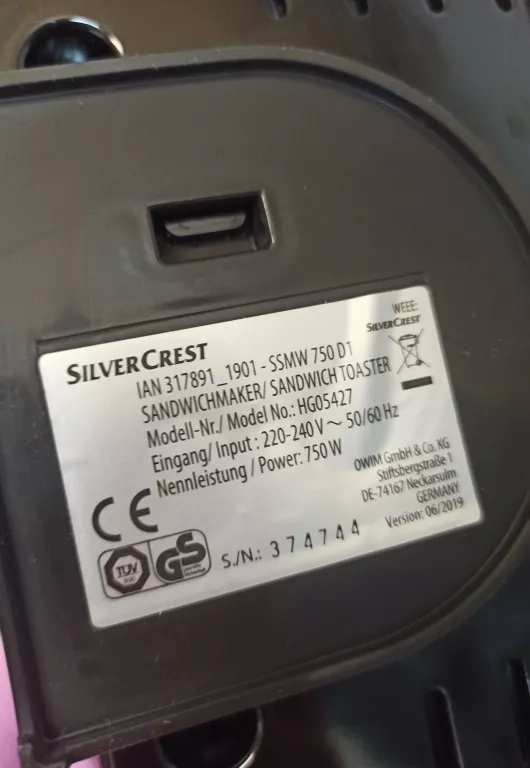 WEEE:
SILVERCREST
SILVERCREST
IAN 317891_1901 - SSMW 750 D1
SANDWICHMAKER/ SANDWICH TOASTER
Modell-Nr./ Model No.: HG05427
Eingang/ Input : 220-240 V ~ 50/60 Hz
Nennleistung / Power: 750 W
OWIM GmbH & Co. KG
Stiftsbergstraße 1
DE-74167 Neckarsulm
GERMANY
Version: 06/2019
CE
TÜV
SÜD
GS
S./N.: 374744